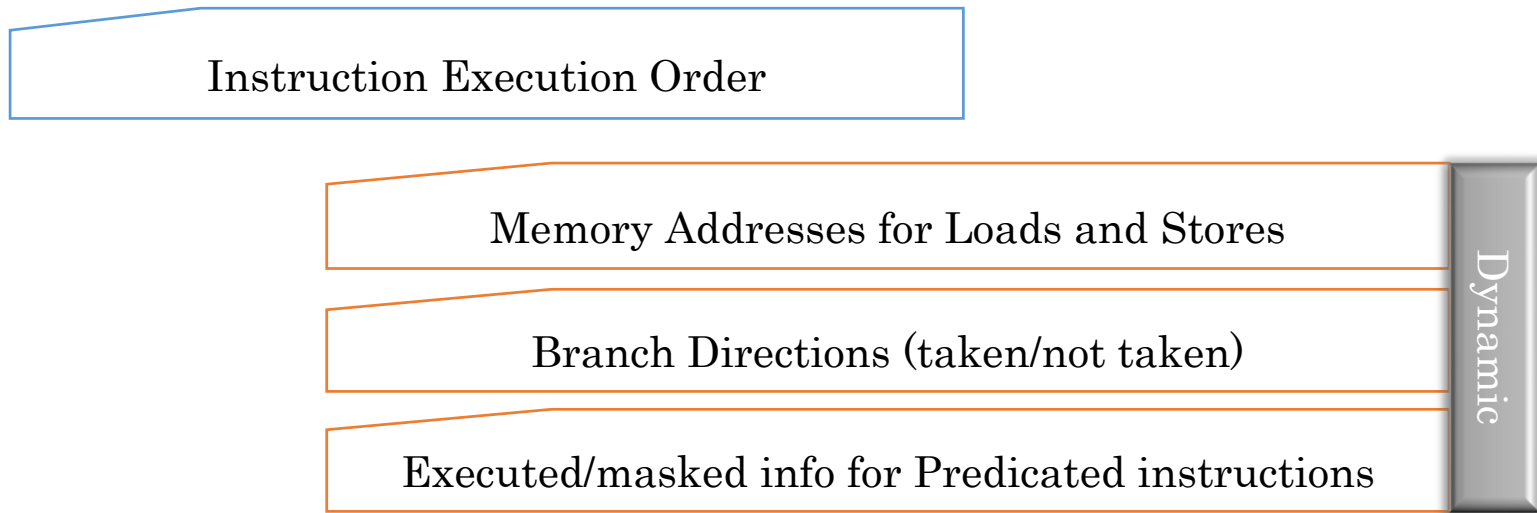 Instruction Execution Order
Memory Addresses for Loads and Stores
Branch Directions (taken/not taken)
Executed/masked info for Predicated instructions
Dynamic